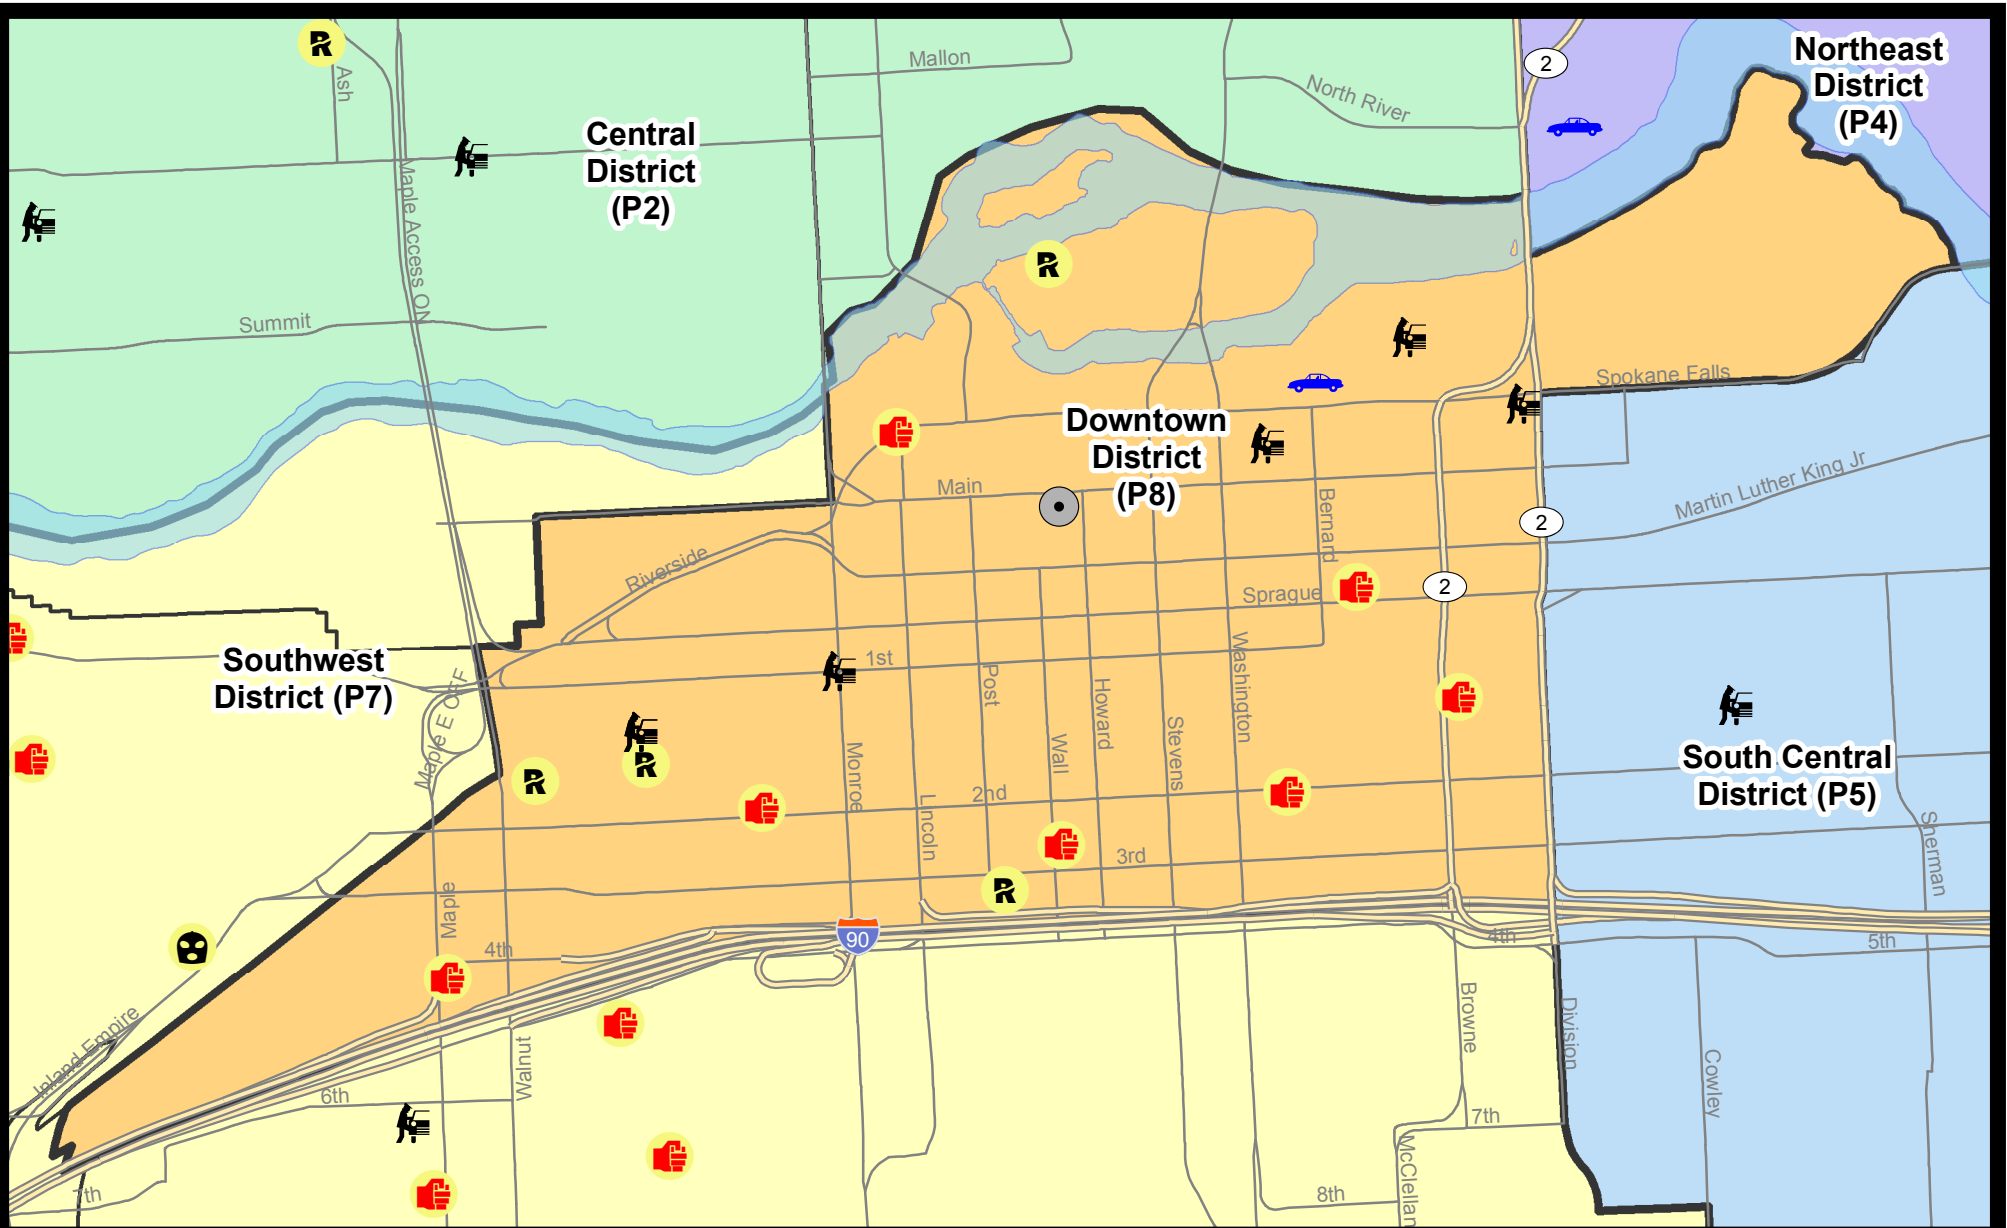 R
Ash
Mallon
2
Northeast
District
(P4)
North River
Central
District
(P2)
Maple Access ON
R
Summit
Spokane Falls
Downtown
District
(P8)
Main
Bernard
Martin Luther King Jr
2
Riverside
2
Sprague
Southwest
District (P7)
1st
Maple E OFF
Post
Howard
Washington
Stevens
Wall
Monroe
South Central
District (P5)
R
R
2nd
Lincoln
Sherman
3rd
R
Maple
90
4th
4th
5th
Inland Empire
Browne
Division
Walnut
Cowley
6th
7th
McClellan
7th
8th